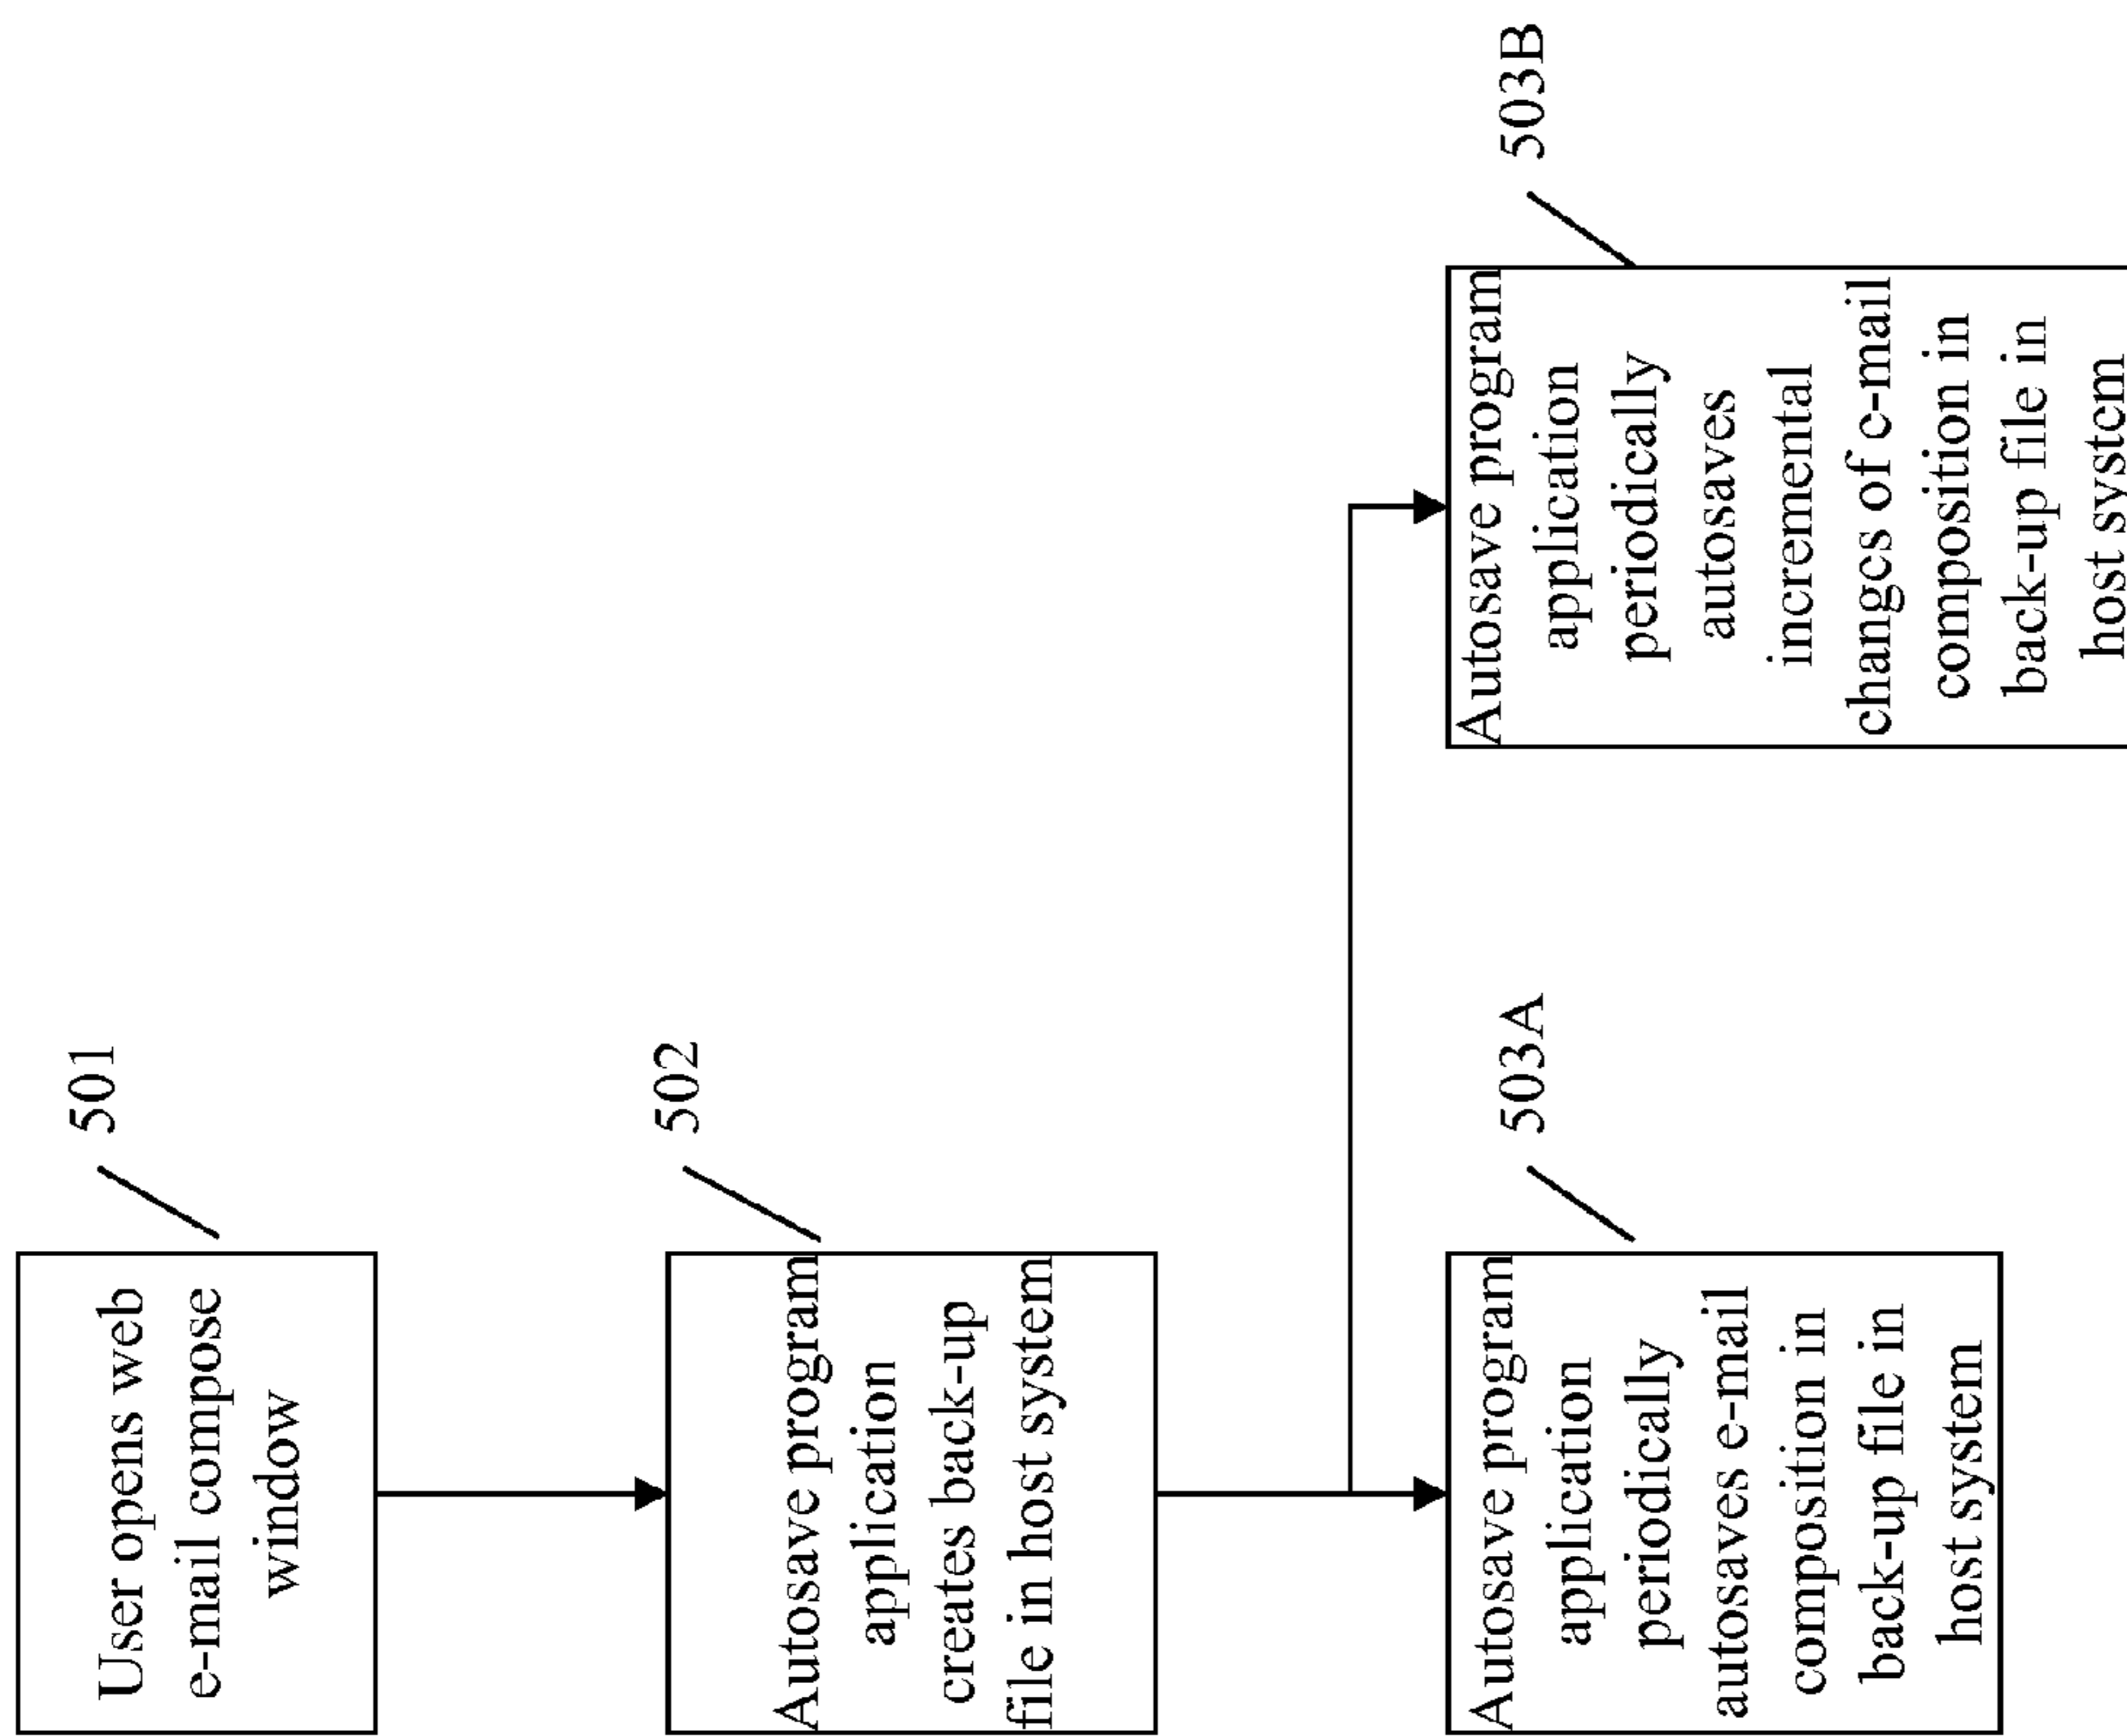 501
User opens web
e-mail compose
window
502
Autosave program
application
creates back-up
file in host system
503A
Autosave program
application
periodically
autosaves e-mail
composition in
back-up file in
host system
503B
Autosave program
application
periodically
autosaves
incremental
changes of e-mail
composition in
back-up file in
host system